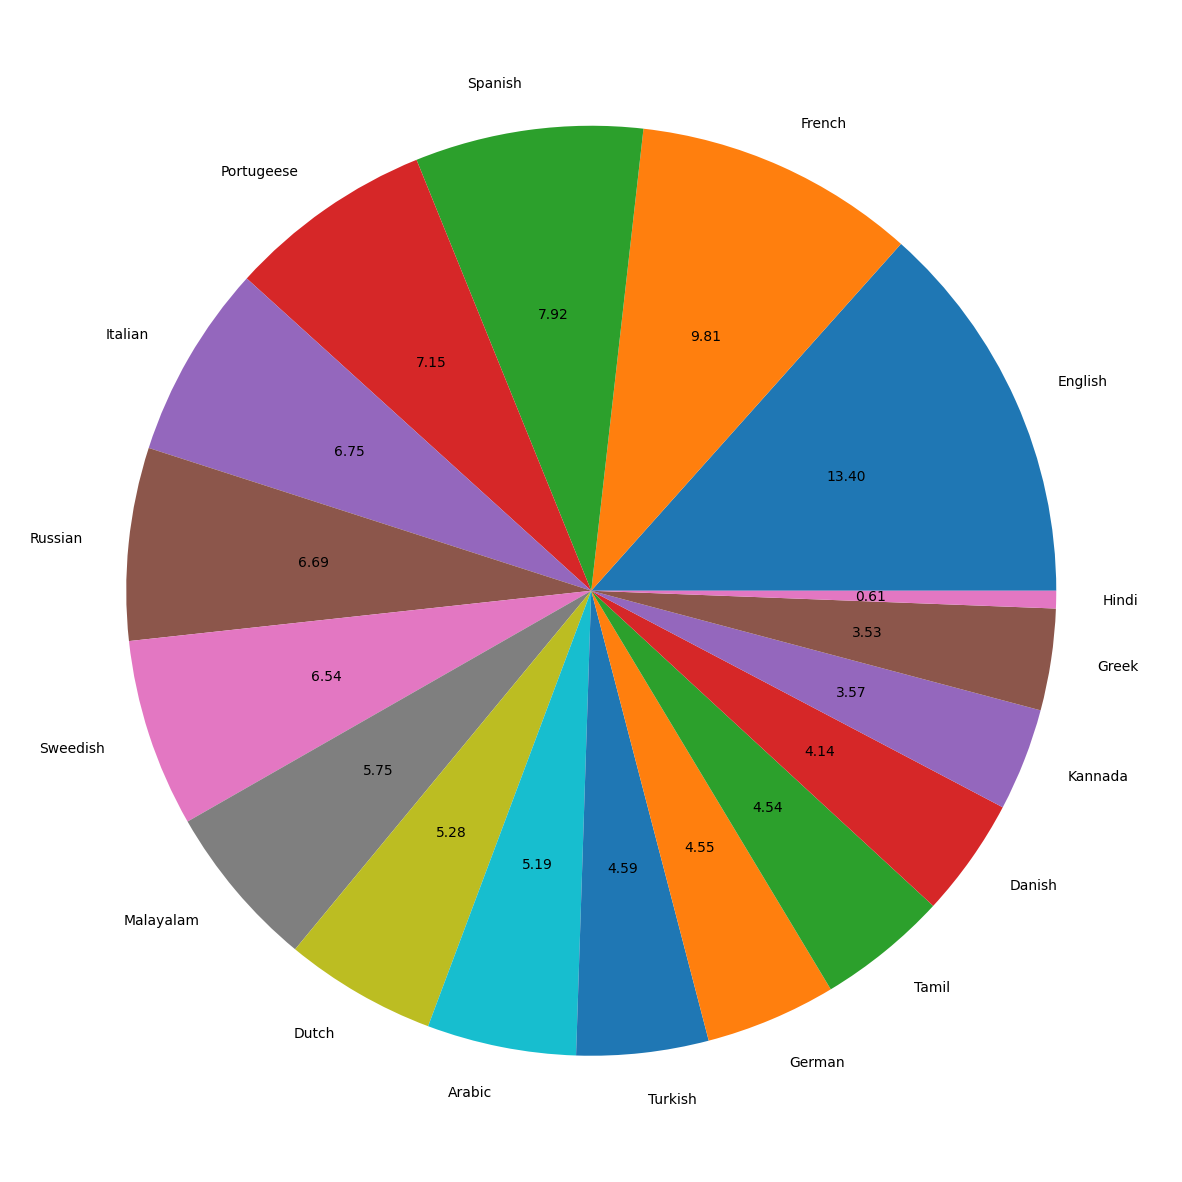 Spanish
French
Portugeese
7.92
Italian
9.81
7.15
English
6.75
13.40
Russian
6.69
0.61
Hindi
3.53
Greek
6.54
3.57
Sweedish
4.14
Kannada
5.75
4.54
5.28
4.55
5.19
4.59
Danish
Malayalam
Tamil
Dutch
German
Arabic
Turkish